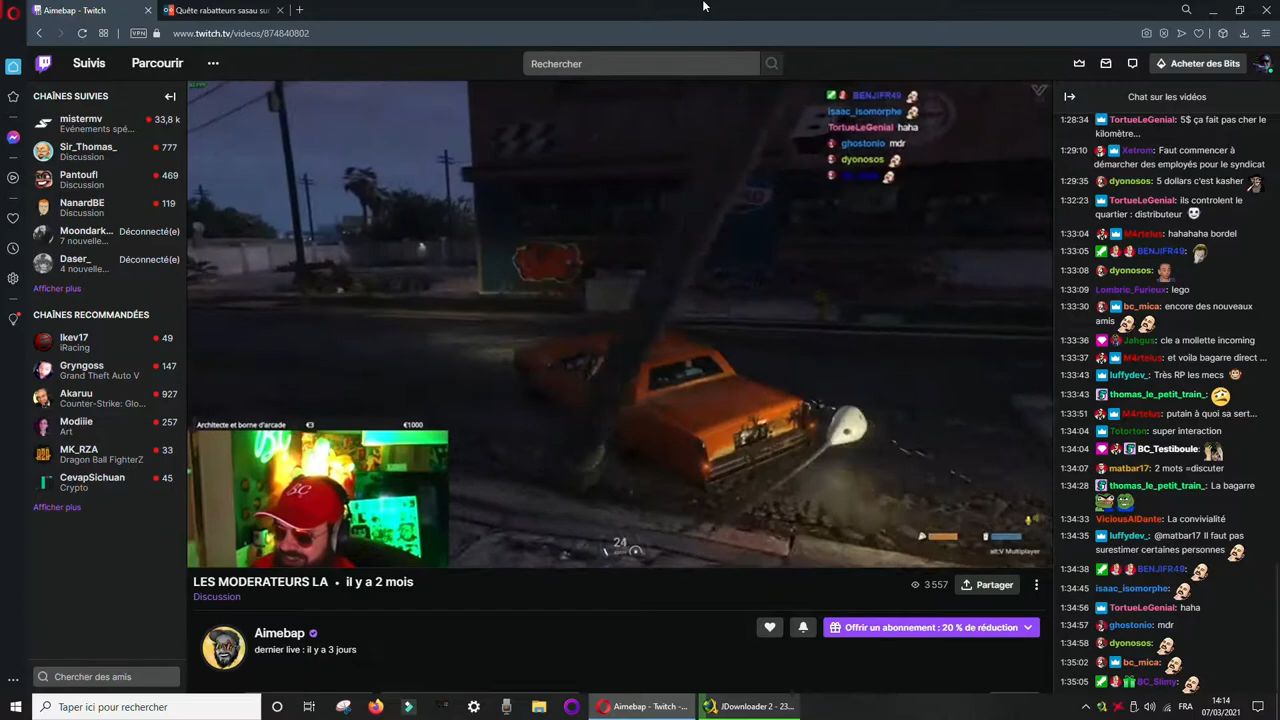 Aimebap - Twitch
Quête rabatteurs sasau su
VPN
www.twitch.tv/videos/874840802
Suivis
Parcourir
Rechercher
Acheter des Bits
CHAÎNES SUIVIES
mistermv
33,8 k
Evénements spé...
Sir_Thomas_
777
Discussion
Pantoufl
469
Discussion
NanardBE
119
Discussion
Moondark...
Déconnecté(e)
7 nouvelle...
Daser_
Déconnecté(e)
4 nouvelle...
Afficher plus
CHAÎNES RECOMMANDÉES
Ikev17
49
iRacing
Gryngoss
147
Grand Theft Auto V
Akaruu
927
Counter-Strike: Glo...
Modiiie
257
Art
MK_RZA
33
Dragon Ball FighterZ
CevapSichuan
45
Crypto
Afficher plus
Chercher des amis
BENJIFR49
isaac_isomorphe
TortueLeGenial haha
ghostonio mdr
dyonosos
Architecte et borne d'arcade
€3
€1000
BC
24
alt:V Multiplayer
LES MODERATEURS LA • il y a 2 mois
Discussion
3 557
Partager
Aimebap
dernier live : il y a 3 jours
Offrir un abonnement : 20 % de réduction
Chat sur les vidéos
1:28:34 TortueLeGenial: 5$ ça fait pas cher le
kilomètre...
1:29:10 Xetrom: Faut commencer à
démarcher des employés pour le syndicat
1:29:35 dyonosos: 5 dollars c'est kasher
1:32:23 TortueLeGenial: ils controlent le
quartier : distributeur
1:33:04 M4rtelus: hahahaha bordel
1:33:05 BENJIFR49:
1:33:08 dyonosos:
1:33:09 Lombric_Furieux: lego
1:33:30 bc_mica: encore des nouveaux
amis
1:33:36 Jahgus: cle a mollette incoming
1:33:37 M4rtelus: et voila bagarre direct ...
1:33:42 luffydev_: Très RP les mecs
1:33:43 thomas_le_petit_train_:
1:33:51 M4rtelus: putain à quoi sa sert...
1:34:04 Totorton: super interaction
1:34:04 BC_Testiboule:
1:34:07 matbar17: 2 mots =discuter
1:34:28 thomas_le_petit_train_: La bagarre
1:34:33 ViciousAlDante: La convivialité
1:34:35 luffydev_: @matbar17 Il faut pas
surestimer certaines personnes
1:34:38 BENJIFR49:
1:34:45 isaac_isomorphe:
1:34:56 TortueLeGenial: haha
1:34:57 ghostonio: mdr
1:34:58 dyonosos:
1:35:02 bc_mica:
1:35:05 BC_Slimy:
Taper ici pour rechercher
Aimebap - Twitch -...
JDownloader 2 - 23...
FRA
14:14
07/03/2021